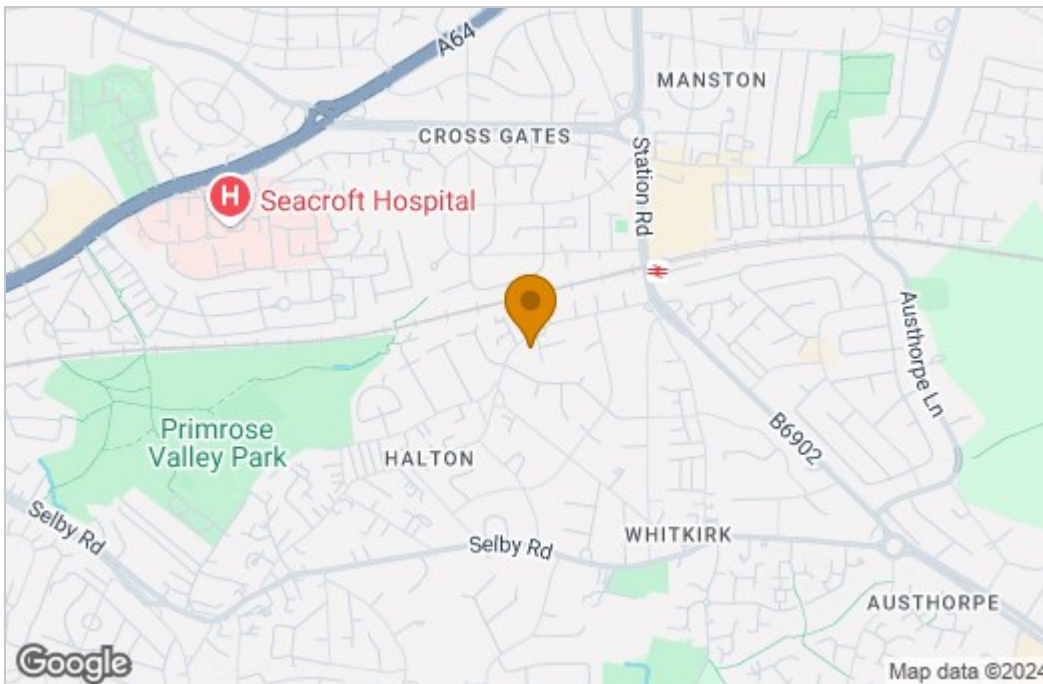 A64
MANSTON
CROSS GATES
Station Rd
H
Seacroft Hospital
Austhorpe Ln
Primrose
Valley Park
HALTON
B6902
Selby Rd
Selby Rd
WHITKIRK
AUSTHORPE
Google
Map data ©2024